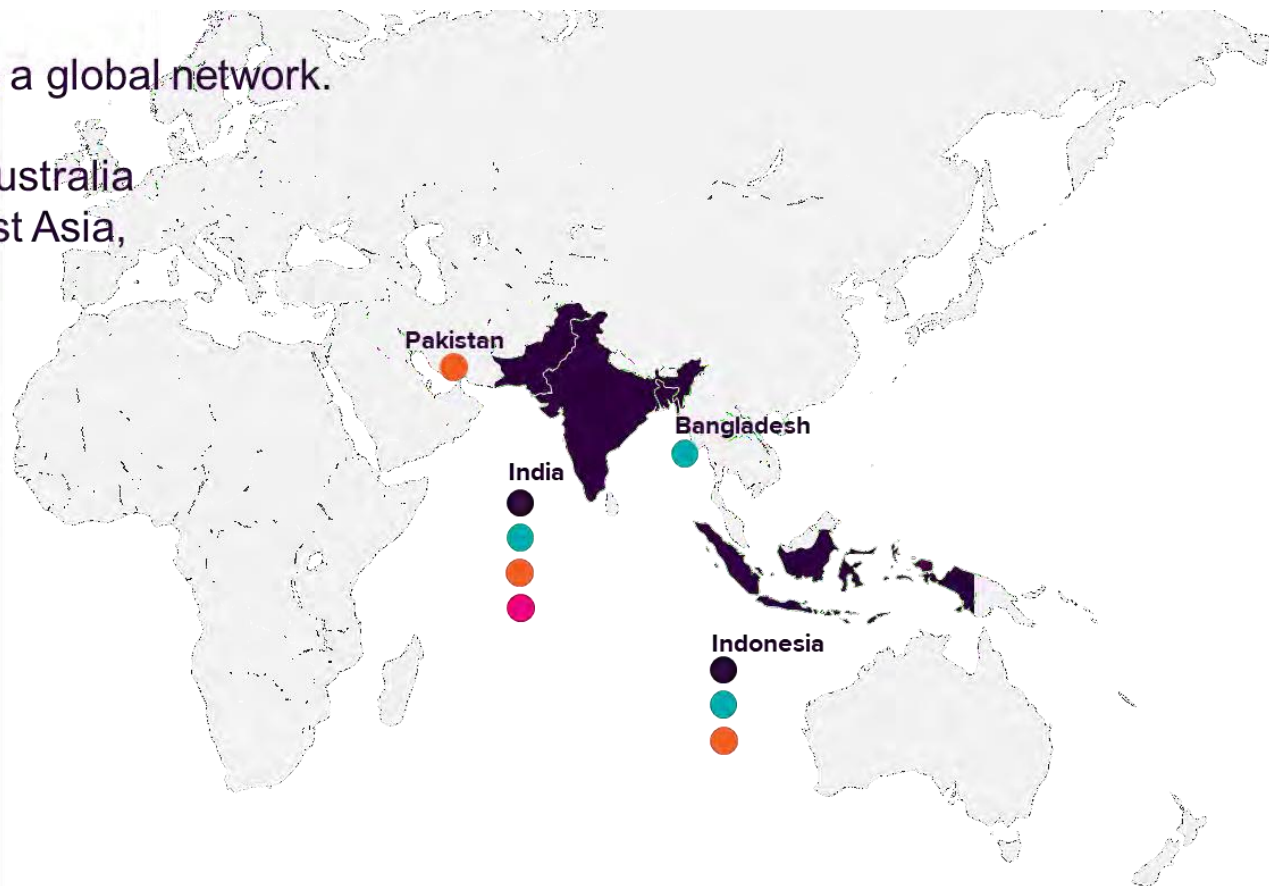 a global network.
ustralia
st Asia,
Pakistan
Bangladesh
India
Indonesia